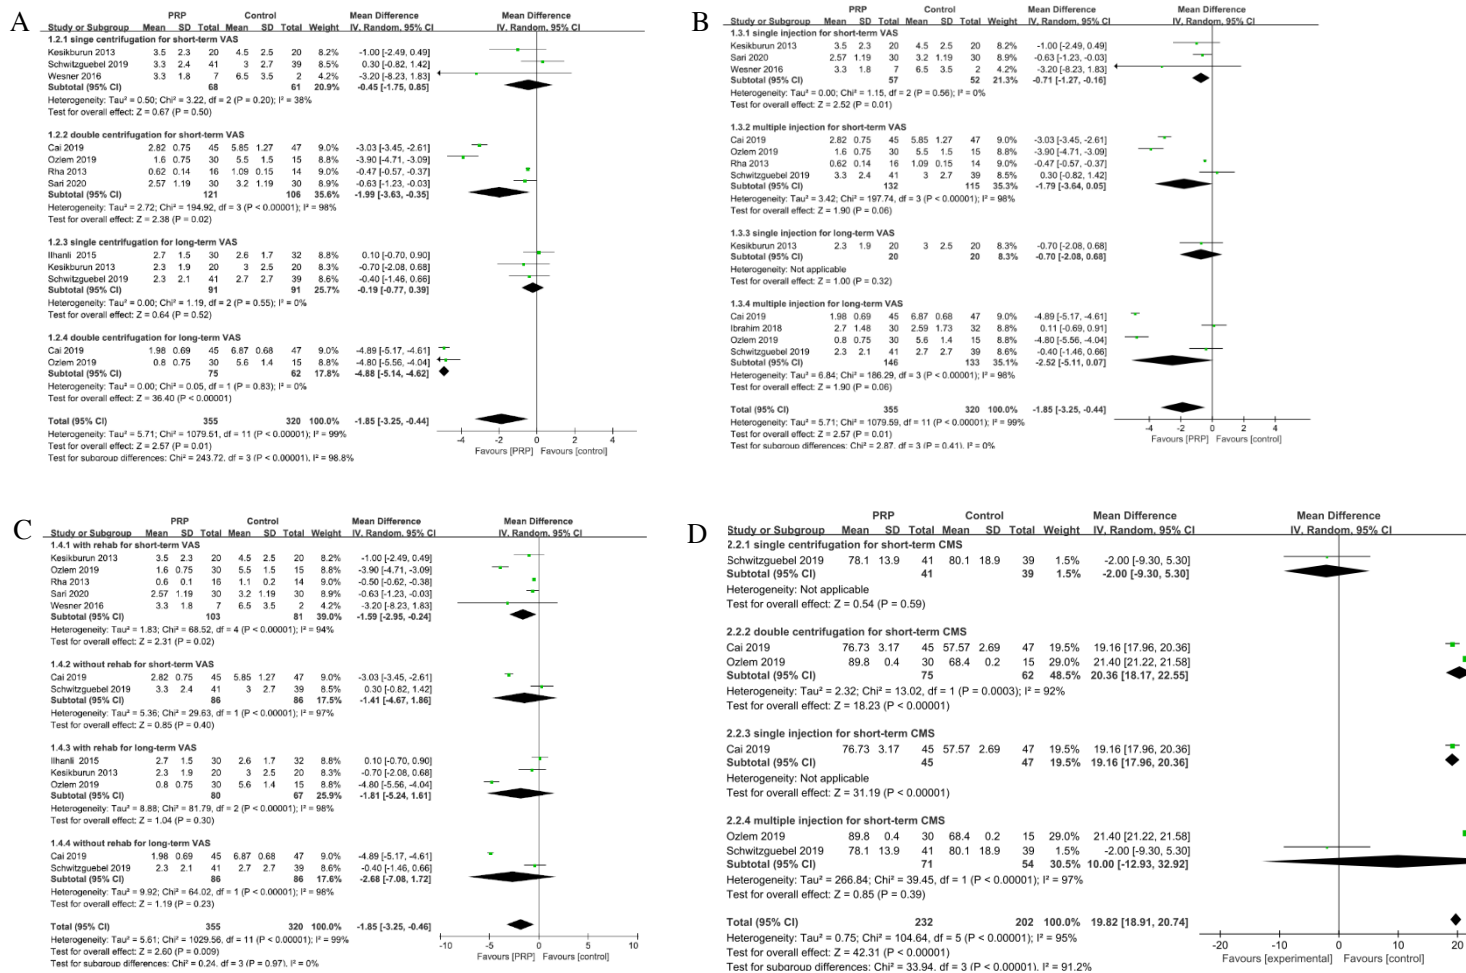 A
PRP Control Mean Difference Mean Difference
Study or Subgroup Mean SD Total Mean SD Total Weight IV, Random, 95% CI IV, Random, 95% CI
1.2.1 singe centrifugation for short-term VAS
Kesikburun 2013 3.5 2.3 20 4.5 2.5 20 8.2% -1.00 [-2.49, 0.49]
Schwitzguebel 2019 3.3 2.4 41 3 2.7 39 8.5% 0.30 [-0.82, 1.42]
Wesner 2016 3.3 1.8 7 6.5 3.5 2 4.2% -3.20 [-8.23, 1.83]
Subtotal (95% CI) 68 61 20.9% -0.45 [-1.75, 0.85]
Heterogeneity: Tau² = 0.50; Chi² = 3.22, df = 2 (P = 0.20); I² = 38%
Test for overall effect: Z = 0.67 (P = 0.50)
1.2.2 double centrifugation for short-term VAS
Cai 2019 2.82 0.75 45 5.85 1.27 47 9.0% -3.03 [-3.45, -2.61]
Ozlem 2019 1.6 0.75 30 5.5 1.5 15 8.8% -3.90 [-4.71, -3.09]
Rha 2013 0.62 0.14 16 1.09 0.15 14 9.0% -0.47 [-0.57, -0.37]
Sari 2020 2.57 1.19 30 3.2 1.19 30 8.9% -0.63 [-1.23, -0.03]
Subtotal (95% CI) 121 106 35.6% -1.99 [-3.63, -0.35]
Heterogeneity: Tau² = 2.72; Chi² = 194.92, df = 3 (P < 0.00001); I² = 98%
Test for overall effect: Z = 2.38 (P = 0.02)
1.2.3 single centrifugation for long-term VAS
Ilhanli 2015 2.7 1.5 30 2.6 1.7 32 8.8% 0.10 [-0.70, 0.90]
Kesikburun 2013 2.3 1.9 20 3 2.5 20 8.3% -0.70 [-2.08, 0.68]
Schwitzguebel 2019 2.3 2.1 41 2.7 2.7 39 8.6% -0.40 [-1.46, 0.66]
Subtotal (95% CI) 91 91 25.7% -0.19 [-0.77, 0.39]
Heterogeneity: Tau² = 0.00; Chi² = 1.19, df = 2 (P = 0.55); I² = 0%
Test for overall effect: Z = 0.64 (P = 0.52)
1.2.4 double centrifugation for long-term VAS
Cai 2019 1.98 0.69 45 6.87 0.68 47 9.0% -4.89 [-5.17, -4.61]
Ozlem 2019 0.8 0.75 30 5.6 1.4 15 8.8% -4.80 [-5.56, -4.04]
Subtotal (95% CI) 75 62 17.8% -4.88 [-5.14, -4.62]
Heterogeneity: Tau² = 0.00; Chi² = 0.05, df = 1 (P = 0.83); I² = 0%
Test for overall effect: Z = 36.40 (P < 0.00001)
Total (95% CI) 355 320 100.0% -1.85 [-3.25, -0.44]
Heterogeneity: Tau² = 5.71; Chi² = 1079.51, df = 11 (P < 0.00001); I² = 99%
Test for overall effect: Z = 2.57 (P = 0.01)
Test for subgroup differences: Chi² = 243.72, df = 3 (P < 0.00001), I² = 98.8%
-4 -2 0 2 4
Favours [PRP] Favours [control]
B
PRP Control Mean Difference Mean Difference
Study or Subgroup Mean SD Total Mean SD Total Weight IV, Random, 95% CI IV, Random, 95% CI
1.3.1 single injection for short-term VAS
Kesikburun 2013 3.5 2.3 20 4.5 2.5 20 8.2% -1.00 [-2.49, 0.49]
Sari 2020 2.57 1.19 30 3.2 1.19 30 8.9% -0.63 [-1.23, -0.03]
Wesner 2016 3.3 1.8 7 6.5 3.5 2 4.2% -3.20 [-8.23, 1.83]
Subtotal (95% CI) 57 52 21.3% -0.71 [-1.27, -0.16]
Heterogeneity: Tau² = 0.00; Chi² = 1.15, df = 2 (P = 0.56); I² = 0%
Test for overall effect: Z = 2.52 (P = 0.01)
1.3.2 multiple injection for short-term VAS
Cai 2019 2.82 0.75 45 5.85 1.27 47 9.0% -3.03 [-3.45, -2.61]
Ozlem 2019 1.6 0.75 30 5.5 1.5 15 8.8% -3.90 [-4.71, -3.09]
Rha 2013 0.62 0.14 16 1.09 0.15 14 9.0% -0.47 [-0.57, -0.37]
Schwitzguebel 2019 3.3 2.4 41 3 2.7 39 8.5% 0.30 [-0.82, 1.42]
Subtotal (95% CI) 132 115 35.3% -1.79 [-3.64, 0.05]
Heterogeneity: Tau² = 3.42; Chi² = 197.74, df = 3 (P < 0.00001); I² = 98%
Test for overall effect: Z = 1.90 (P = 0.06)
1.3.3 single injection for long-term VAS
Kesikburun 2013 2.3 1.9 20 3 2.5 20 8.3% -0.70 [-2.08, 0.68]
Subtotal (95% CI) 20 20 8.3% -0.70 [-2.08, 0.68]
Heterogeneity: Not applicable
Test for overall effect: Z = 1.00 (P = 0.32)
1.3.4 multiple injection for long-term VAS
Cai 2019 1.98 0.69 45 6.87 0.68 47 9.0% -4.89 [-5.17, -4.61]
Ibrahim 2018 2.7 1.48 30 2.59 1.73 32 8.8% 0.11 [-0.69, 0.91]
Ozlem 2019 0.8 0.75 30 5.6 1.4 15 8.8% -4.80 [-5.56, -4.04]
Schwitzguebel 2019 2.3 2.1 41 2.7 2.7 39 8.6% -0.40 [-1.46, 0.66]
Subtotal (95% CI) 146 133 35.1% -2.52 [-5.11, 0.07]
Heterogeneity: Tau² = 6.84; Chi² = 186.29, df = 3 (P < 0.00001); I² = 98%
Test for overall effect: Z = 1.90 (P = 0.06)
Total (95% CI) 355 320 100.0% -1.85 [-3.25, -0.44]
Heterogeneity: Tau² = 5.71; Chi² = 1079.59, df = 11 (P < 0.00001); I² = 99%
Test for overall effect: Z = 2.57 (P = 0.01)
Test for subgroup differences: Chi² = 2.87, df = 3 (P = 0.41), I² = 0%
-4 -2 0 2 4
Favours [PRP] Favours [control]
C
PRP Control Mean Difference Mean Difference
Study or Subgroup Mean SD Total Mean SD Total Weight IV, Random, 95% CI IV, Random, 95% CI
1.4.1 with rehab for short-term VAS
Kesikburun 2013 3.5 2.3 20 4.5 2.5 20 8.2% -1.00 [-2.49, 0.49]
Ozlem 2019 1.6 0.75 30 5.5 1.5 15 8.8% -3.90 [-4.71, -3.09]
Rha 2013 0.6 0.1 16 1.1 0.2 14 9.0% -0.50 [-0.62, -0.38]
Sari 2020 2.57 1.19 30 3.2 1.19 30 8.9% -0.63 [-1.23, -0.03]
Wesner 2016 3.3 1.8 7 6.5 3.5 2 4.2% -3.20 [-8.23, 1.83]
Subtotal (95% CI) 103 81 39.0% -1.59 [-2.95, -0.24]
Heterogeneity: Tau² = 1.83; Chi² = 68.52, df = 4 (P < 0.00001); I² = 94%
Test for overall effect: Z = 2.31 (P = 0.02)
1.4.2 without rehab for short-term VAS
Cai 2019 2.82 0.75 45 5.85 1.27 47 9.0% -3.03 [-3.45, -2.61]
Schwitzguebel 2019 3.3 2.4 41 3 2.7 39 8.5% 0.30 [-0.82, 1.42]
Subtotal (95% CI) 86 86 17.5% -1.41 [-4.67, 1.86]
Heterogeneity: Tau² = 5.36; Chi² = 29.63, df = 1 (P < 0.00001); I² = 97%
Test for overall effect: Z = 0.85 (P = 0.40)
1.4.3 with rehab for long-term VAS
Ilhanli 2015 2.7 1.5 30 2.6 1.7 32 8.8% 0.10 [-0.70, 0.90]
Kesikburun 2013 2.3 1.9 20 3 2.5 20 8.3% -0.70 [-2.08, 0.68]
Ozlem 2019 0.8 0.75 30 5.6 1.4 15 8.8% -4.80 [-5.56, -4.04]
Subtotal (95% CI) 80 67 25.9% -1.81 [-5.24, 1.61]
Heterogeneity: Tau² = 8.88; Chi² = 81.79, df = 2 (P < 0.00001); I² = 98%
Test for overall effect: Z = 1.04 (P = 0.30)
1.4.4 without rehab for long-term VAS
Cai 2019 1.98 0.69 45 6.87 0.68 47 9.0% -4.89 [-5.17, -4.61]
Schwitzguebel 2019 2.3 2.1 41 2.7 2.7 39 8.6% -0.40 [-1.46, 0.66]
Subtotal (95% CI) 86 86 17.6% -2.68 [-7.08, 1.72]
Heterogeneity: Tau² = 9.92; Chi² = 64.02, df = 1 (P < 0.00001); I² = 98%
Test for overall effect: Z = 1.19 (P = 0.23)
Total (95% CI) 355 320 100.0% -1.85 [-3.25, -0.46]
Heterogeneity: Tau² = 5.61; Chi² = 1029.56, df = 11 (P < 0.00001); I² = 99%
Test for overall effect: Z = 2.60 (P = 0.009)
Test for subgroup differences: Chi² = 0.24, df = 3 (P = 0.97), I² = 0%
-10 -5 0 5 10
Favours [PRP] Favours [control]
D
PRP Control Mean Difference Mean Difference
Study or Subgroup Mean SD Total Mean SD Total Weight IV, Random, 95% CI IV, Random, 95% CI
2.2.1 single centrifugation for short-term CMS
Schwitzguebel 2019 78.1 13.9 41 80.1 18.9 39 1.5% -2.00 [-9.30, 5.30]
Subtotal (95% CI) 41 39 1.5% -2.00 [-9.30, 5.30]
Heterogeneity: Not applicable
Test for overall effect: Z = 0.54 (P = 0.59)
2.2.2 double centrifugation for short-term CMS
Cai 2019 76.73 3.17 45 57.57 2.69 47 19.5% 19.16 [17.96, 20.36]
Ozlem 2019 89.8 0.4 30 68.4 0.2 15 29.0% 21.40 [21.22, 21.58]
Subtotal (95% CI) 75 62 48.5% 20.36 [18.17, 22.55]
Heterogeneity: Tau² = 2.32; Chi² = 13.02, df = 1 (P = 0.0003); I² = 92%
Test for overall effect: Z = 18.23 (P < 0.00001)
2.2.3 single injection for short-term CMS
Cai 2019 76.73 3.17 45 57.57 2.69 47 19.5% 19.16 [17.96, 20.36]
Subtotal (95% CI) 45 47 19.5% 19.16 [17.96, 20.36]
Heterogeneity: Not applicable
Test for overall effect: Z = 31.19 (P < 0.00001)
2.2.4 multiple injection for short-term CMS
Ozlem 2019 89.8 0.4 30 68.4 0.2 15 29.0% 21.40 [21.22, 21.58]
Schwitzguebel 2019 78.1 13.9 41 80.1 18.9 39 1.5% -2.00 [-9.30, 5.30]
Subtotal (95% CI) 71 54 30.5% 10.00 [-12.93, 32.92]
Heterogeneity: Tau² = 266.84; Chi² = 39.45, df = 1 (P < 0.00001); I² = 97%
Test for overall effect: Z = 0.85 (P = 0.39)
Total (95% CI) 232 202 100.0% 19.82 [18.91, 20.74]
Heterogeneity: Tau² = 0.75; Chi² = 104.64, df = 5 (P < 0.00001); I² = 95%
Test for overall effect: Z = 42.31 (P < 0.00001)
Test for subgroup differences: Chi² = 33.94, df = 3 (P < 0.00001), I² = 91.2%
-20 -10 0 10 20
Favours [experimental] Favours [control]